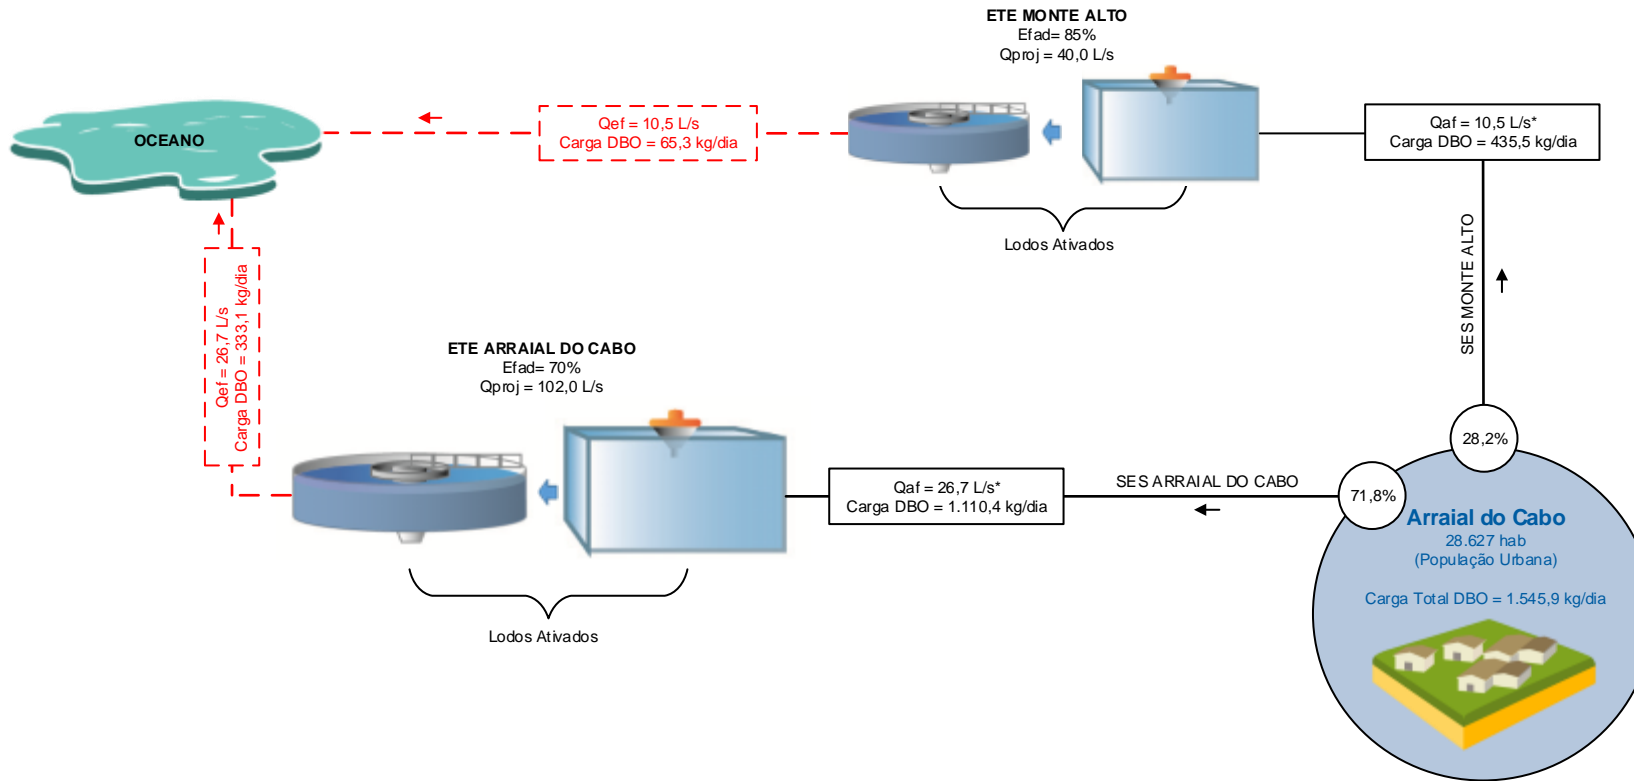 ETE MONTE ALTO
Efad= 85%
Qproj = 40,0 L/s
OCEANO
Qef = 10,5 L/s
Carga DBO = 65,3 kg/dia
Qaf = 10,5 L/s*
Carga DBO = 435,5 kg/dia
Lodos Ativados
SES MONTE ALTO
Qef = 26,7 L/s
Carga DBO = 333,1 kg/dia
ETE ARRAIAL DO CABO
Efad= 70%
Qproj = 102,0 L/s
Qaf = 26,7 L/s*
Carga DBO = 1.110,4 kg/dia
SES ARRAIAL DO CABO
28,2%
71,8%
Arraial do Cabo
28.627 hab
(População Urbana)
Carga Total DBO = 1.545,9 kg/dia
Lodos Ativados